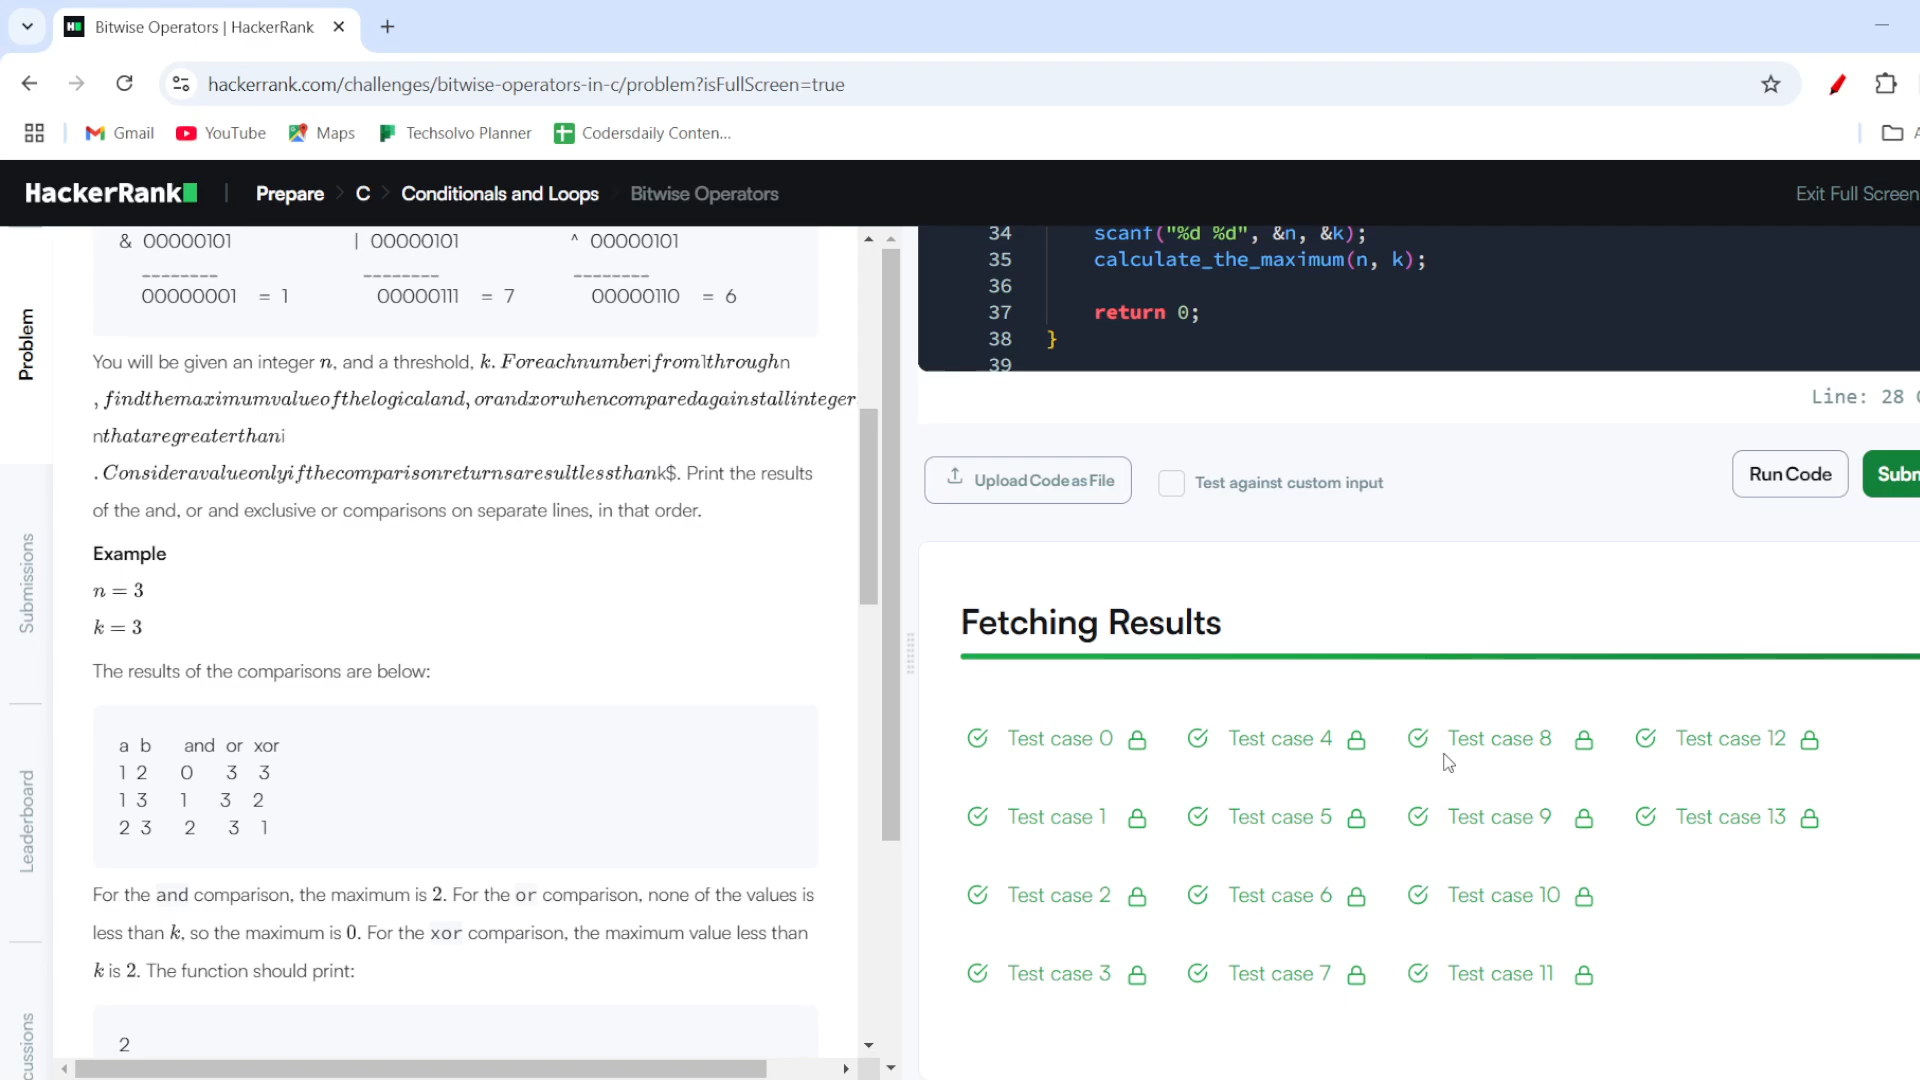 Bitwise Operators | HackerRank
hackerrank.com/challenges/bitwise-operators-in-c/problem?isFullScreen=true
Gmail YouTube Maps Techsolvo Planner Codersdaily Conten... A
HackerRank | Prepare > C > Conditionals and Loops > Bitwise Operators Exit Full Screen
Problem
Submissions
Leaderboard
cussions
& 00000101 | 00000101 ^ 00000101
-------- -------- --------
00000001 = 1 00000111 = 7 00000110 = 6
You will be given an integer n, and a threshold, k. Foreachnumberifrom1throughn
, findthemaximumvalueofthelogicaland, orandxorwhencomparedagainstallinteger
nthataregreaterthani
. Consideravalueonlyifthecomparisonreturnsaresultlessthank$. Print the results
of the and, or and exclusive or comparisons on separate lines, in that order.
Example
n = 3
k = 3
The results of the comparisons are below:
a b and or xor
1 2 0 3 3
1 3 1 3 2
2 3 2 3 1
For the and comparison, the maximum is 2. For the or comparison, none of the values is
less than k, so the maximum is 0. For the xor comparison, the maximum value less than
k is 2. The function should print:
2
34 scanf("%d %d", &n, &k);
35 calculate_the_maximum(n, k);
36
37 return 0;
38 }
39
Line: 28 C
Upload Code as File Test against custom input Run Code Subm
Fetching Results
Test case 0 Test case 4 Test case 8 Test case 12
Test case 1 Test case 5 Test case 9 Test case 13
Test case 2 Test case 6 Test case 10
Test case 3 Test case 7 Test case 11